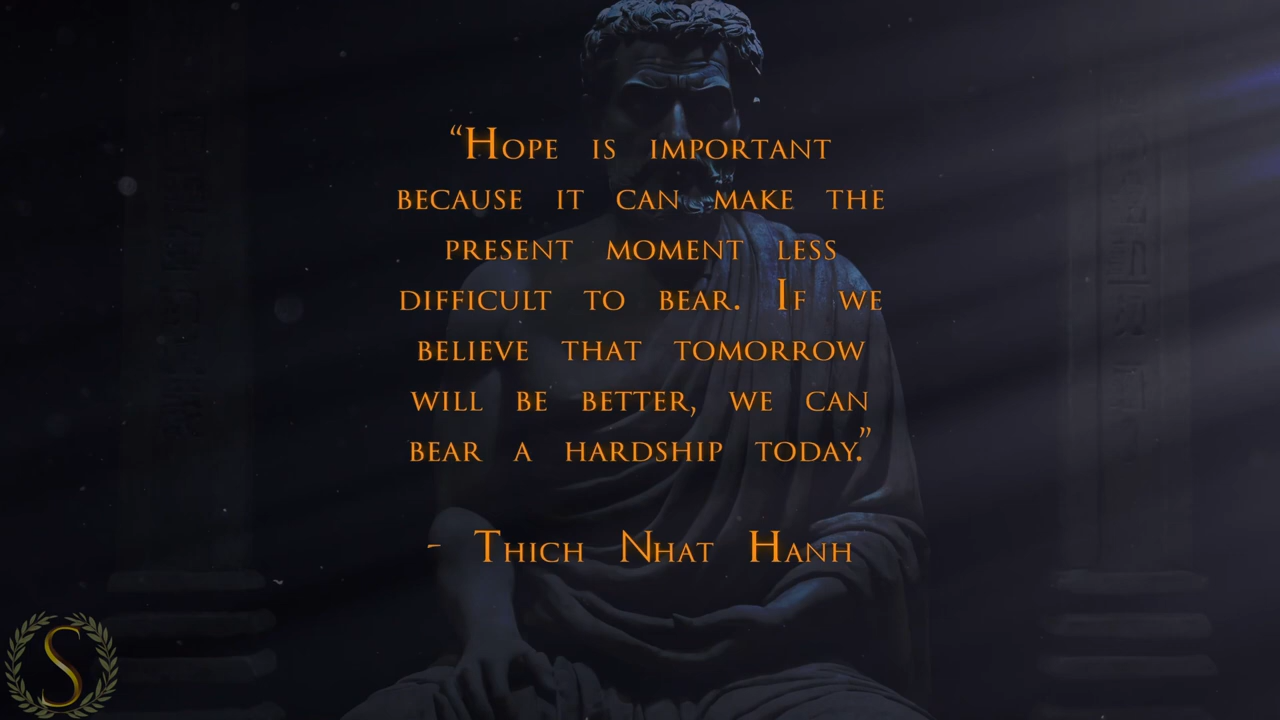 “Hope is important
because it can make the
present moment less
difficult to bear. If we
believe that tomorrow
will be better, we can
bear a hardship today.”
- Thich Nhat Hanh
S